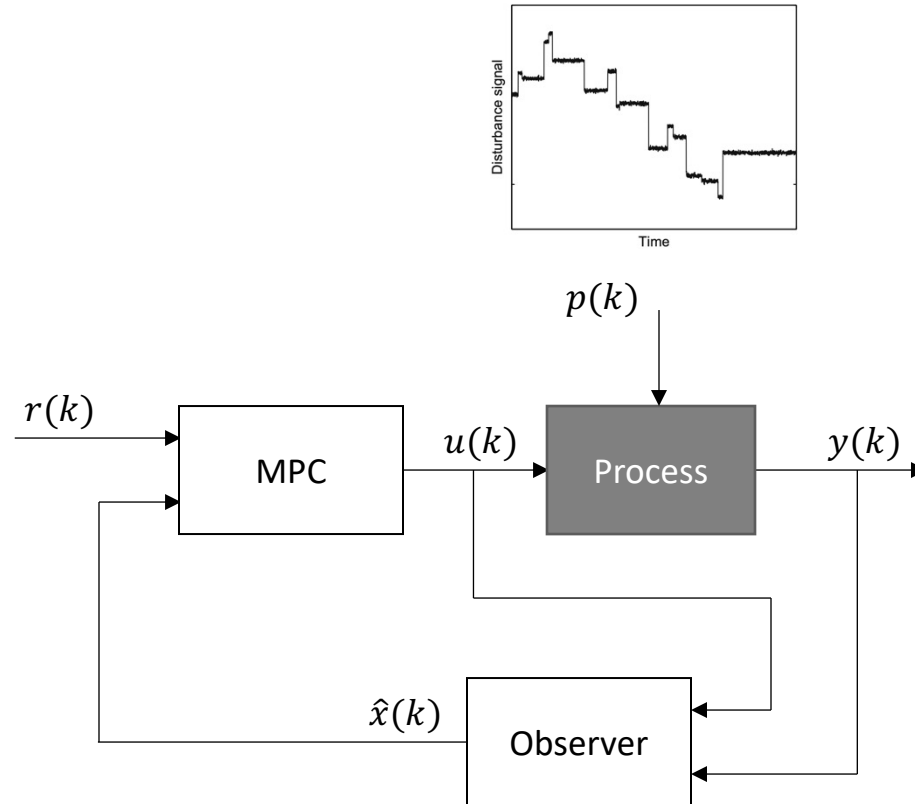 Disturbance signal
Time
p(k)
r(k)
MPC
u(k)
Process
y(k)
x̂(k)
Observer